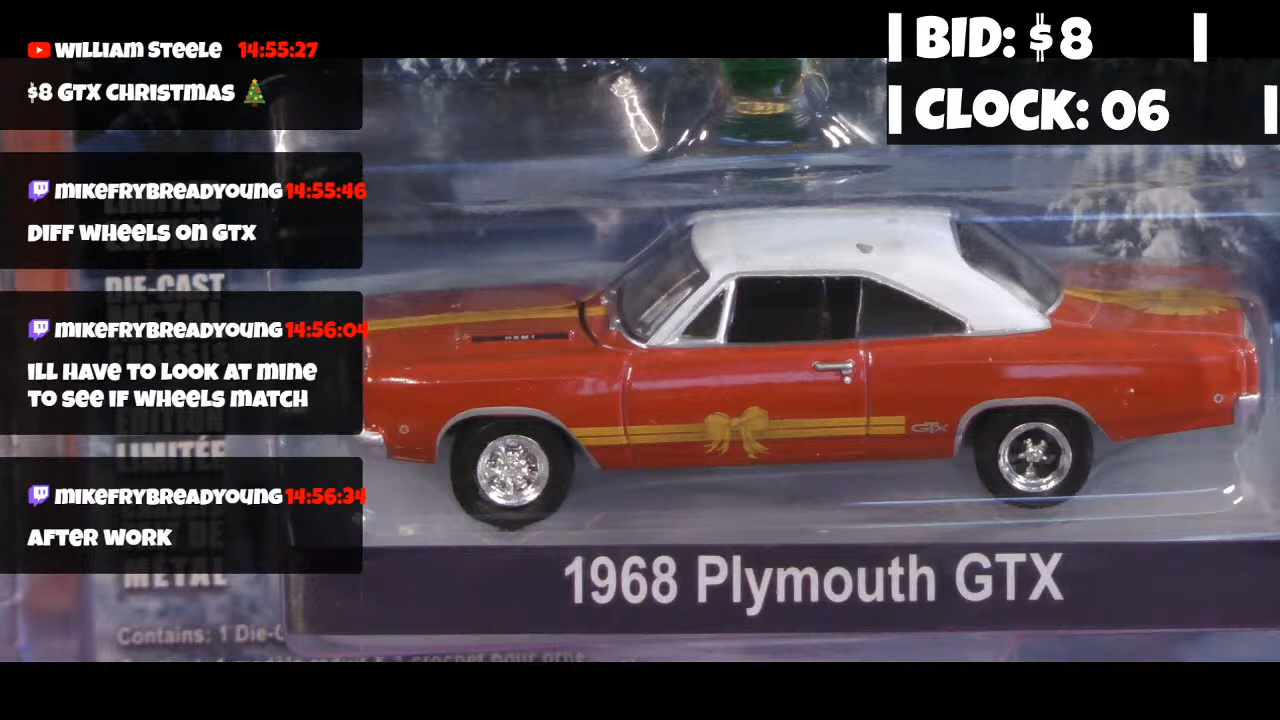 William Steele 14:55:27
$8 GTX CHRISTMAS 🎄
mikefrybreadyoung 14:55:46
Diff wheels on gtx
mikefrybreadyoung 14:56:04
Ill have to look at mine
to see if wheels match
mikefrybreadyoung 14:56:34
After work
| BID: $8 |
| CLOCK: 06 |
DIE-CAST
METAL
EDITION
LIMITÉE
METAL
Contains: 1 Die-C
GTX
1968 Plymouth GTX